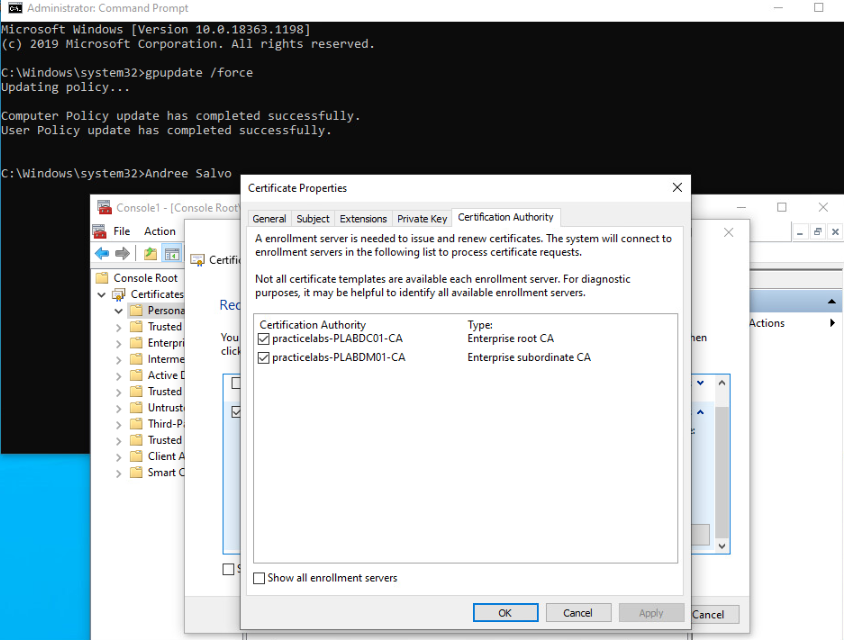 Administrator: Command Prompt
Microsoft Windows [Version 10.0.18363.1198]
(c) 2019 Microsoft Corporation. All rights reserved.
C:\Windows\system32>gpupdate /force
Updating policy...
Computer Policy update has completed successfully.
User Policy update has completed successfully.
C:\Windows\system32>Andree Salvo
Console1 - [Console Root\
File Action
Console Root
Certificates
Persona
Trusted
Enterpri
Interme
Active D
Trusted
Untruste
Third-Pa
Trusted
Client A
Smart C
Certific
Rec
You
click
S
hen
Cancel
Actions
Certificate Properties
General Subject Extensions Private Key Certification Authority
A enrollment server is needed to issue and renew certificates. The system will connect to
enrollment servers in the following list to process certificate requests.
Not all certificate templates are available each enrollment server. For diagnostic
purposes, it may be helpful to identify all available enrollment servers.
Certification Authority Type:
practicelabs-PLABDC01-CA Enterprise root CA
practicelabs-PLABDM01-CA Enterprise subordinate CA
Show all enrollment servers
OK Cancel Apply